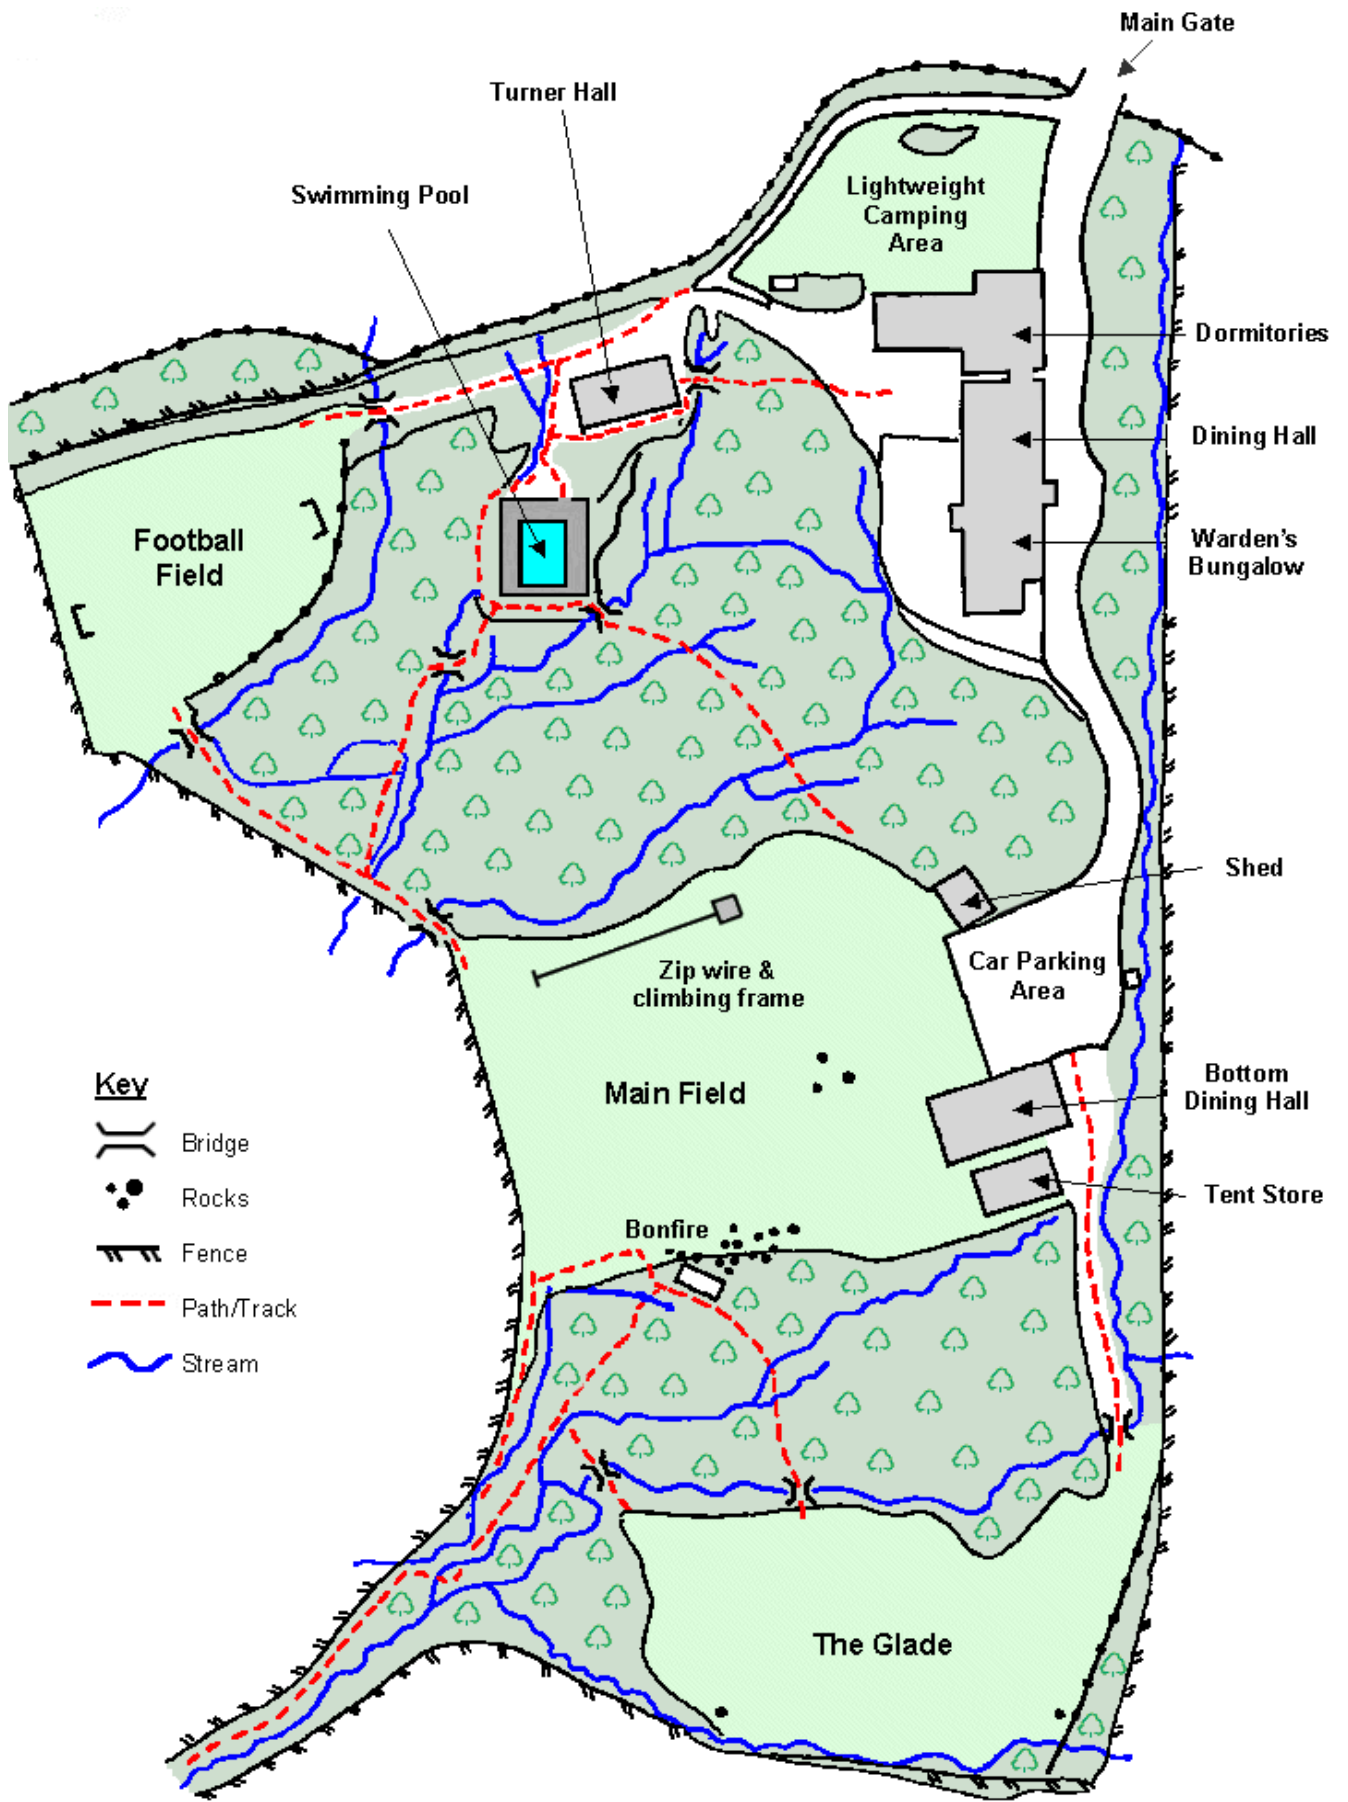 Main Gate
Turner Hall
Swimming Pool
Lightweight
Camping
Area
Dormitories
Dining Hall
Football
Field
Warden's
Bungalow
Shed
Car Parking
Area
Zip wire &
climbing frame
Main Field
Bottom
Dining Hall
Tent Store
Bonfire
Key
Bridge
Rocks
Fence
Path/Track
Stream
The Glade